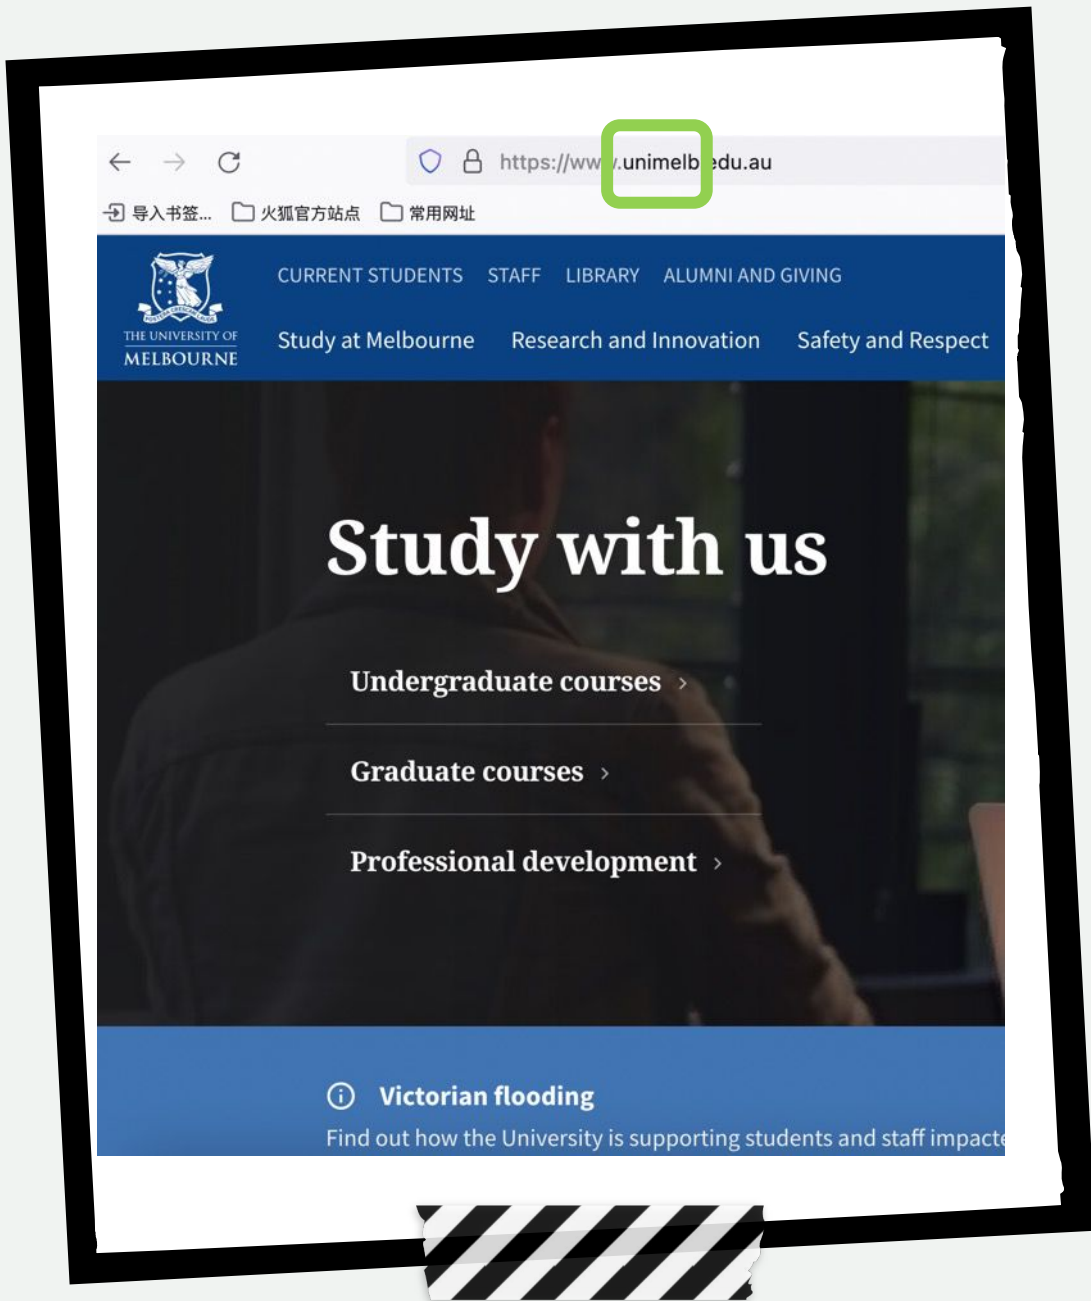 https://www.unimelb.edu.au
导入书签... 火狐官方站点 常用网址
CURRENT STUDENTS STAFF LIBRARY ALUMNI AND GIVING
THE UNIVERSITY OF
MELBOURNE
Study at Melbourne Research and Innovation Safety and Respect
Study with us
Undergraduate courses
Graduate courses
Professional development
Victorian flooding
Find out how the University is supporting students and staff impacte